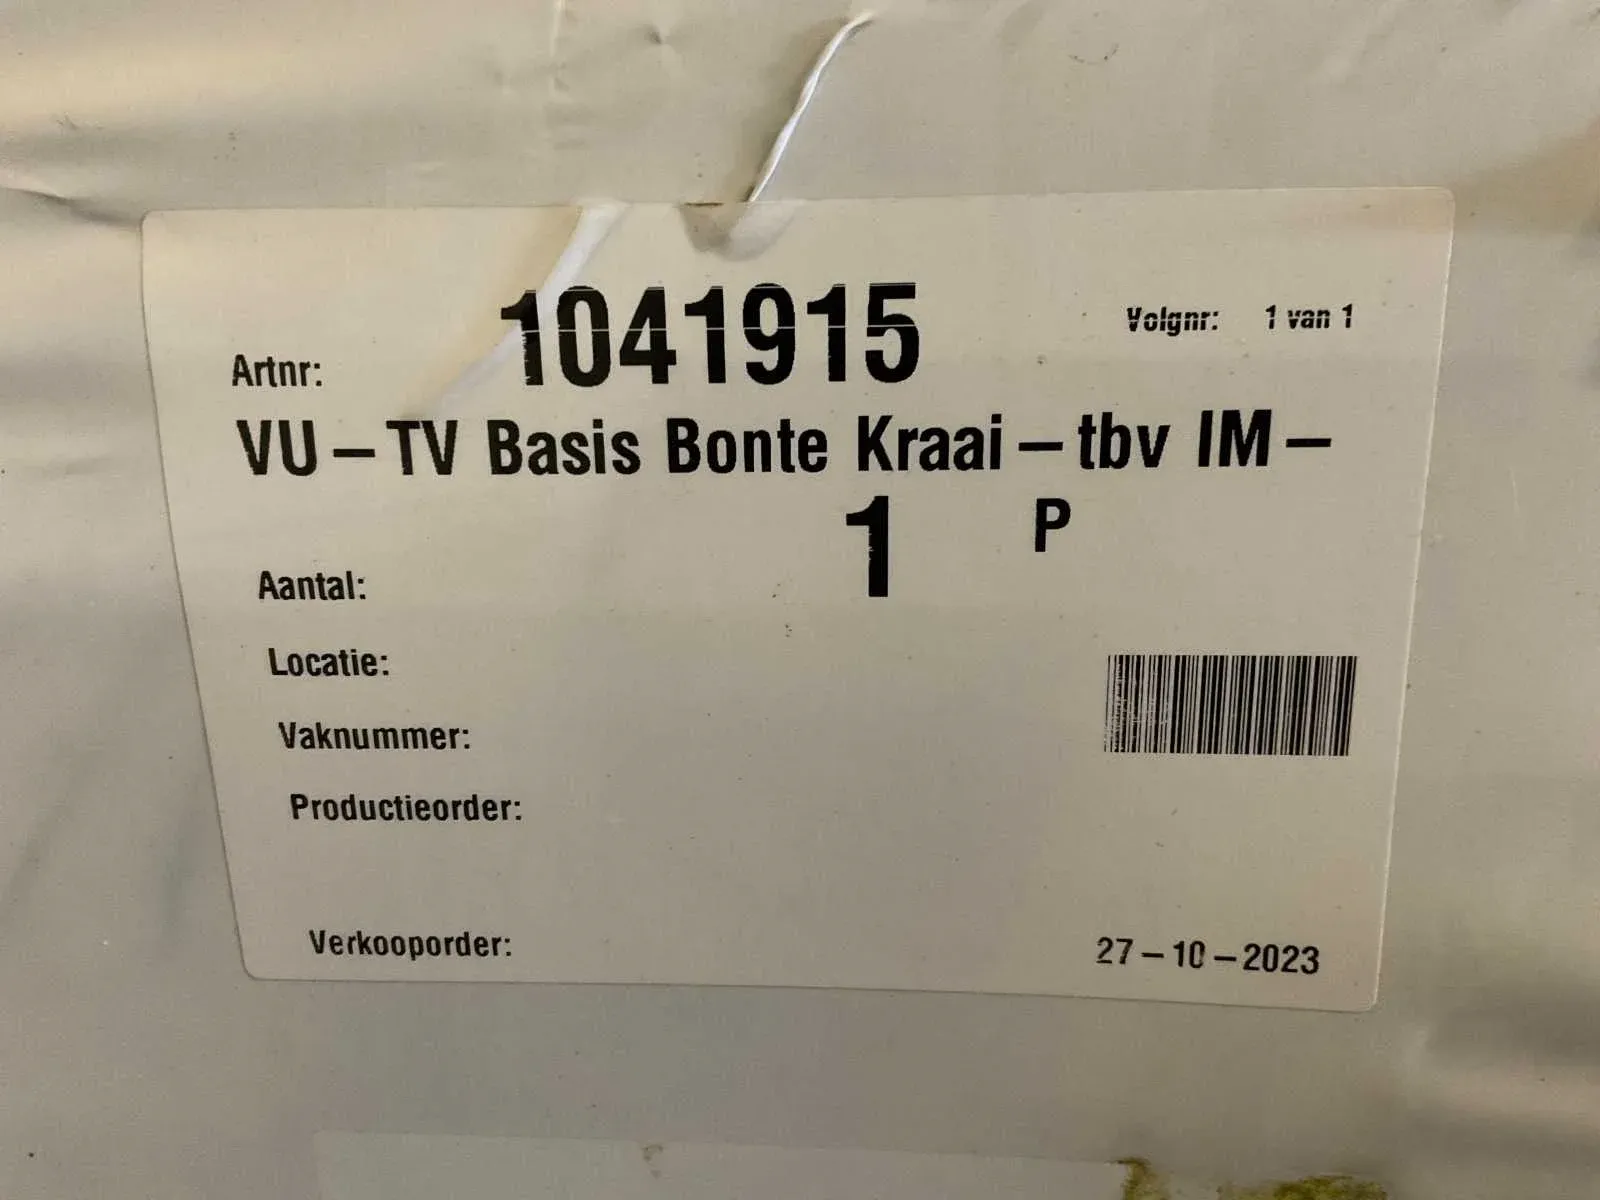 Volgnr: 1 van 1
Artnr: 1041915
VU-TV Basis Bonte Kraai-tbv IM-
Aantal: 1 P
Locatie:
Vaknummer:
Productieorder:
Verkooporder: 27-10-2023